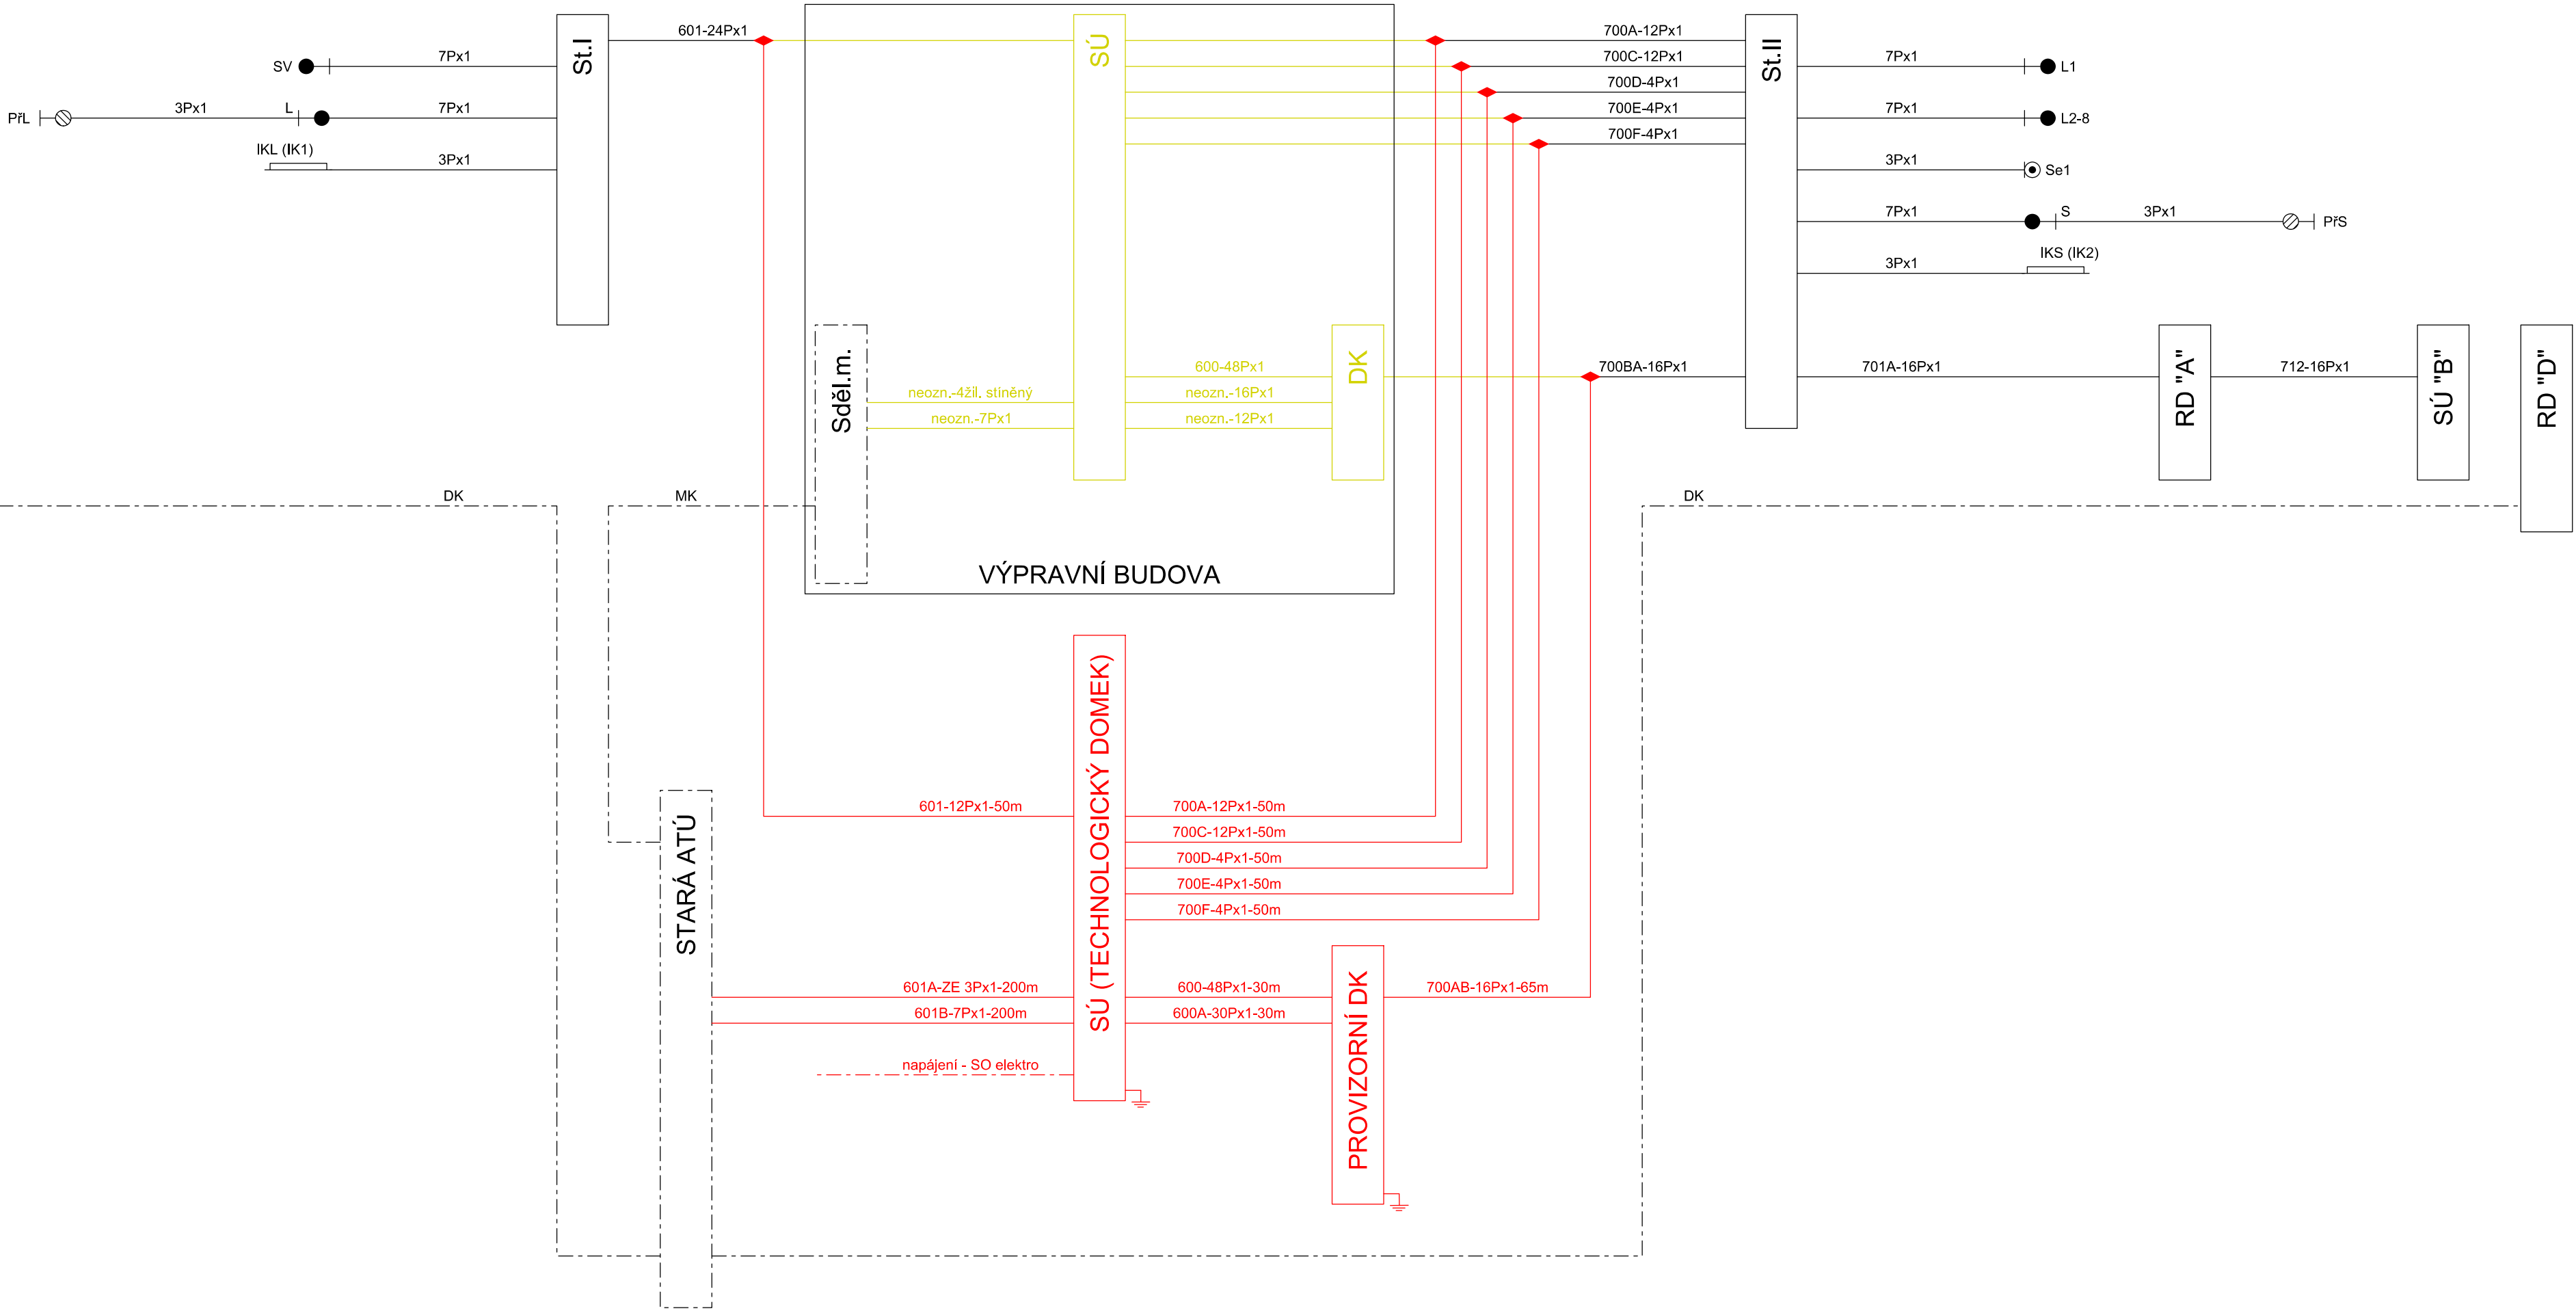 601-24Px1
700A-12Px1
700C-12Px1
700D-4Px1
700E-4Px1
700F-4Px1
St.I
SÚ
St.II
SV
7Px1
7Px1
L1
PřL
3Px1
L
7Px1
7Px1
L2-8
IKL (IK1)
3Px1
3Px1
Se1
7Px1
S
3Px1
PřS
3Px1
IKS (IK2)
Sděl.m.
neozn.-4žil. stíněný
neozn.-7Px1
600-48Px1
neozn.-16Px1
neozn.-12Px1
DK
700BA-16Px1
701A-16Px1
RD "A"
712-16Px1
SÚ "B"
RD "D"
DK
MK
DK
VÝPRAVNÍ BUDOVA
SÚ (TECHNOLOGICKÝ DOMEK)
601-12Px1-50m
700A-12Px1-50m
700C-12Px1-50m
700D-4Px1-50m
700E-4Px1-50m
700F-4Px1-50m
STARÁ ATÚ
601A-ZE 3Px1-200m
601B-7Px1-200m
600-48Px1-30m
600A-30Px1-30m
700AB-16Px1-65m
PROVIZORNÍ DK
napájení - SO elektro